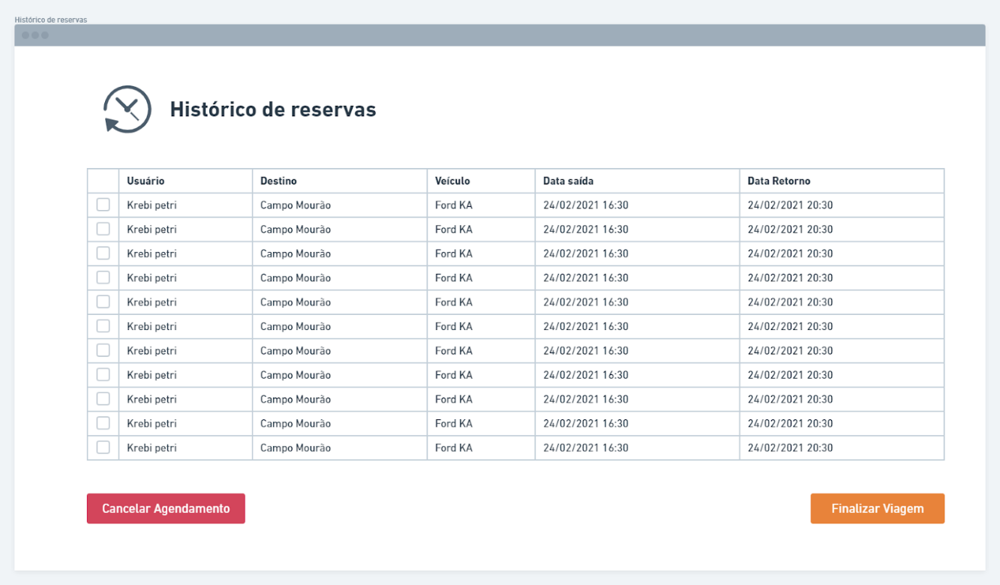 Histórico de reservas
Histórico de reservas
Usuário Destino Veículo Data saída Data Retorno
Krebi petri Campo Mourão Ford KA 24/02/2021 16:30 24/02/2021 20:30
Krebi petri Campo Mourão Ford KA 24/02/2021 16:30 24/02/2021 20:30
Krebi petri Campo Mourão Ford KA 24/02/2021 16:30 24/02/2021 20:30
Krebi petri Campo Mourão Ford KA 24/02/2021 16:30 24/02/2021 20:30
Krebi petri Campo Mourão Ford KA 24/02/2021 16:30 24/02/2021 20:30
Krebi petri Campo Mourão Ford KA 24/02/2021 16:30 24/02/2021 20:30
Krebi petri Campo Mourão Ford KA 24/02/2021 16:30 24/02/2021 20:30
Krebi petri Campo Mourão Ford KA 24/02/2021 16:30 24/02/2021 20:30
Krebi petri Campo Mourão Ford KA 24/02/2021 16:30 24/02/2021 20:30
Krebi petri Campo Mourão Ford KA 24/02/2021 16:30 24/02/2021 20:30
Krebi petri Campo Mourão Ford KA 24/02/2021 16:30 24/02/2021 20:30
Cancelar Agendamento Finalizar Viagem